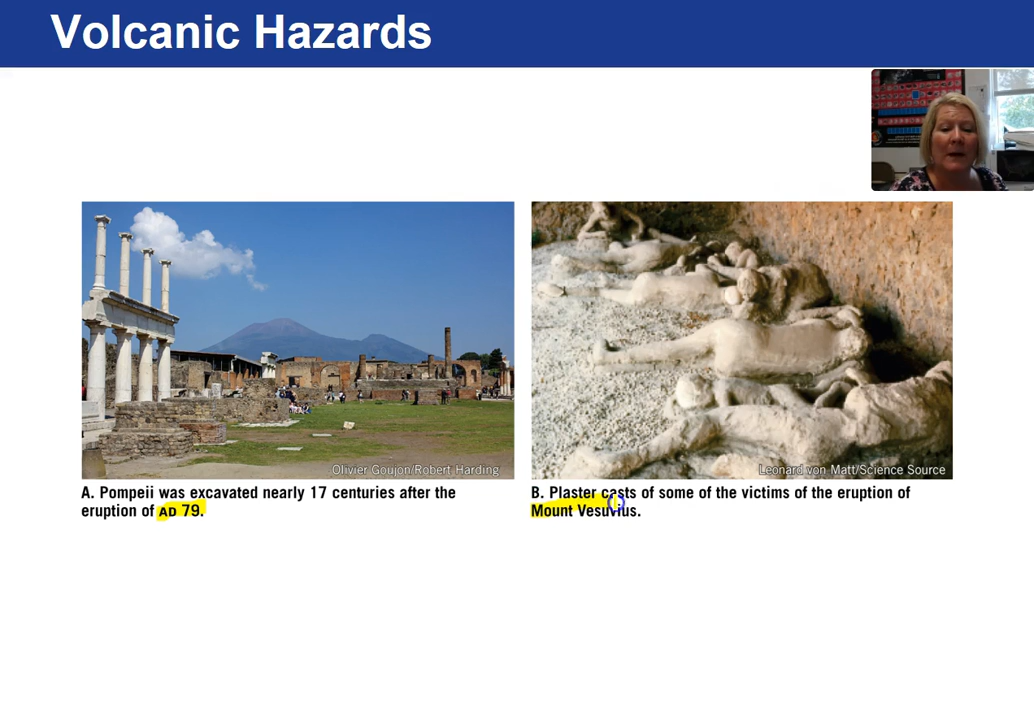 Volcanic Hazards
Olivier Goujon/Robert Harding
Leonard von Matt/Science Source
A. Pompeii was excavated nearly 17 centuries after the
eruption of AD 79.
B. Plaster casts of some of the victims of the eruption of
Mount Vesuvius.